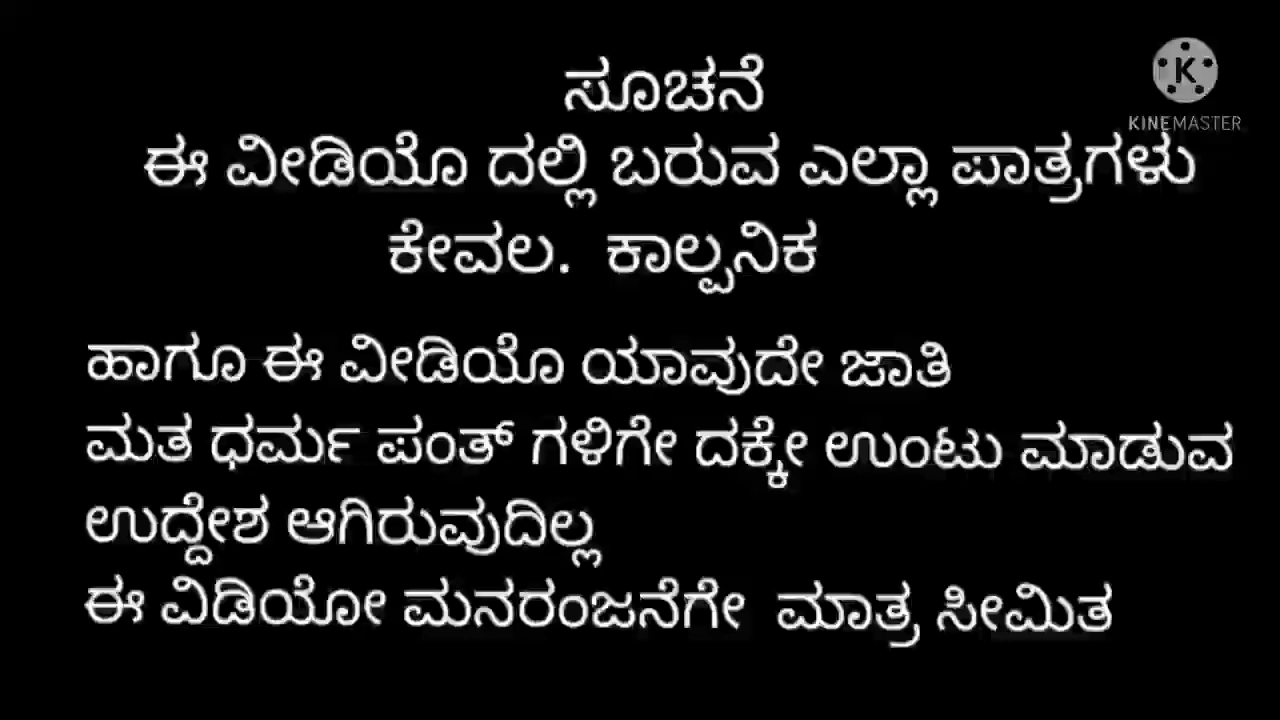 ಸೂಚನೆ
KINEMASTER
ಈ ವೀಡಿಯೊ ದಲ್ಲಿ ಬರುವ ಎಲ್ಲಾ ಪಾತ್ರಗಳು
ಕೇವಲ. ಕಾಲ್ಪನಿಕ
ಹಾಗೂ ಈ ವೀಡಿಯೊ ಯಾವುದೇ ಜಾತಿ
ಮತ ಧರ್ಮ ಪಂತ್ ಗಳಿಗೇ ದಕ್ಕೇ ಉಂಟು ಮಾಡುವ
ಉದ್ದೇಶ ಆಗಿರುವುದಿಲ್ಲ
ಈ ವಿಡಿಯೋ ಮನರಂಜನೆಗೇ ಮಾತ್ರ ಸೀಮಿತ